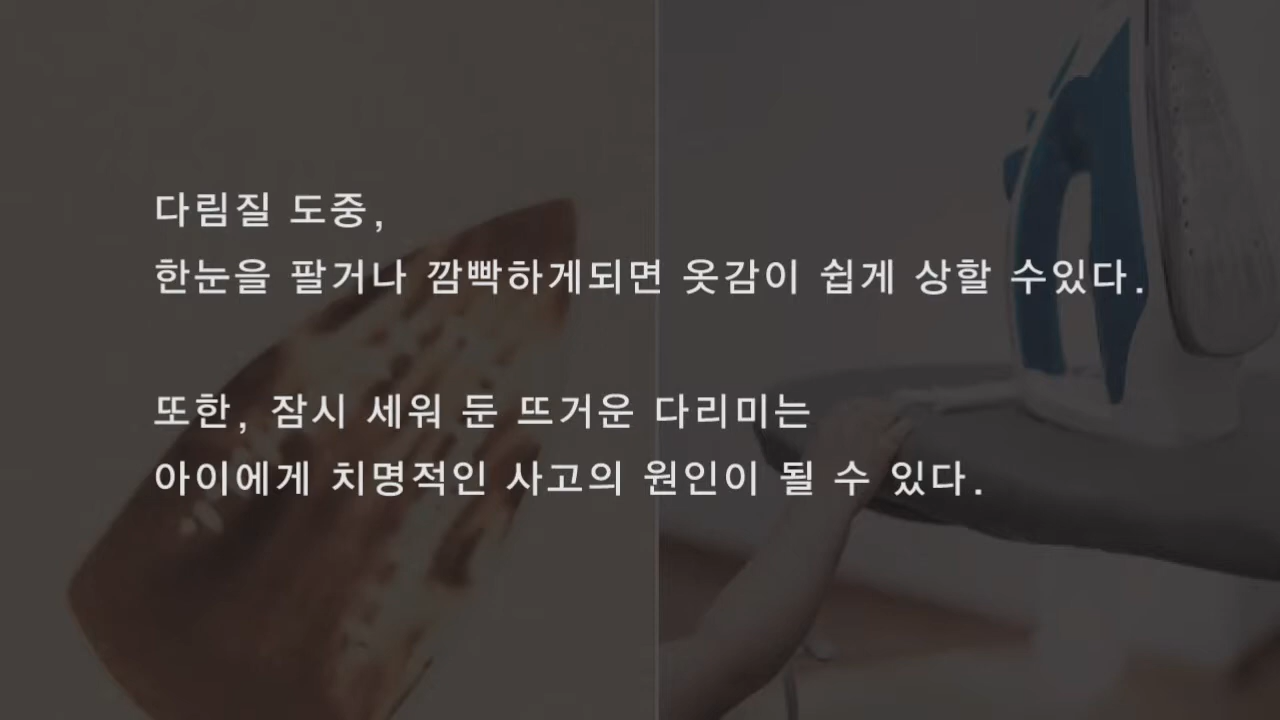 다림질 도중,
한눈을 팔거나 깜빡하게되면 옷감이 쉽게 상할 수있다.
또한, 잠시 세워 둔 뜨거운 다리미는
아이에게 치명적인 사고의 원인이 될 수 있다.